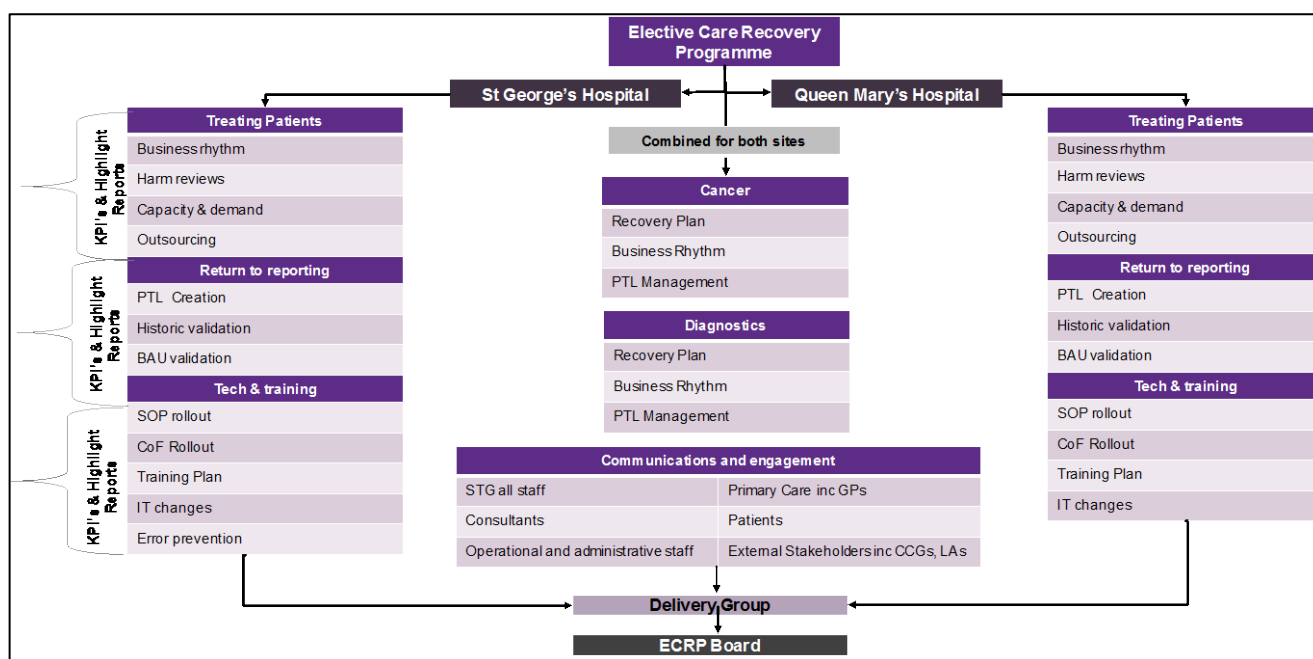 Elective Care Recovery
Programme
St George's Hospital
Queen Mary's Hospital
Combined for both sites
KPI's & Highlight
Reports
Treating Patients
Business rhythm
Harm reviews
Capacity & demand
Outsourcing
KPI's & Highlight
Reports
Return to reporting
PTL Creation
Historic validation
BAU validation
KPI's & Highlight
Reports
Tech & training
SOP rollout
CoF Rollout
Training Plan
IT changes
Error prevention
Cancer
Recovery Plan
Business Rhythm
PTL Management
Diagnostics
Recovery Plan
Business Rhythm
PTL Management
Communications and engagement
STG all staff
Primary Care inc GPs
Consultants
Patients
Operational and administrative staff
External Stakeholders inc CCGs, LAs
Treating Patients
Business rhythm
Harm reviews
Capacity & demand
Outsourcing
Return to reporting
PTL Creation
Historic validation
BAU validation
Tech & training
SOP rollout
CoF Rollout
Training Plan
IT changes
Delivery Group
ECRP Board